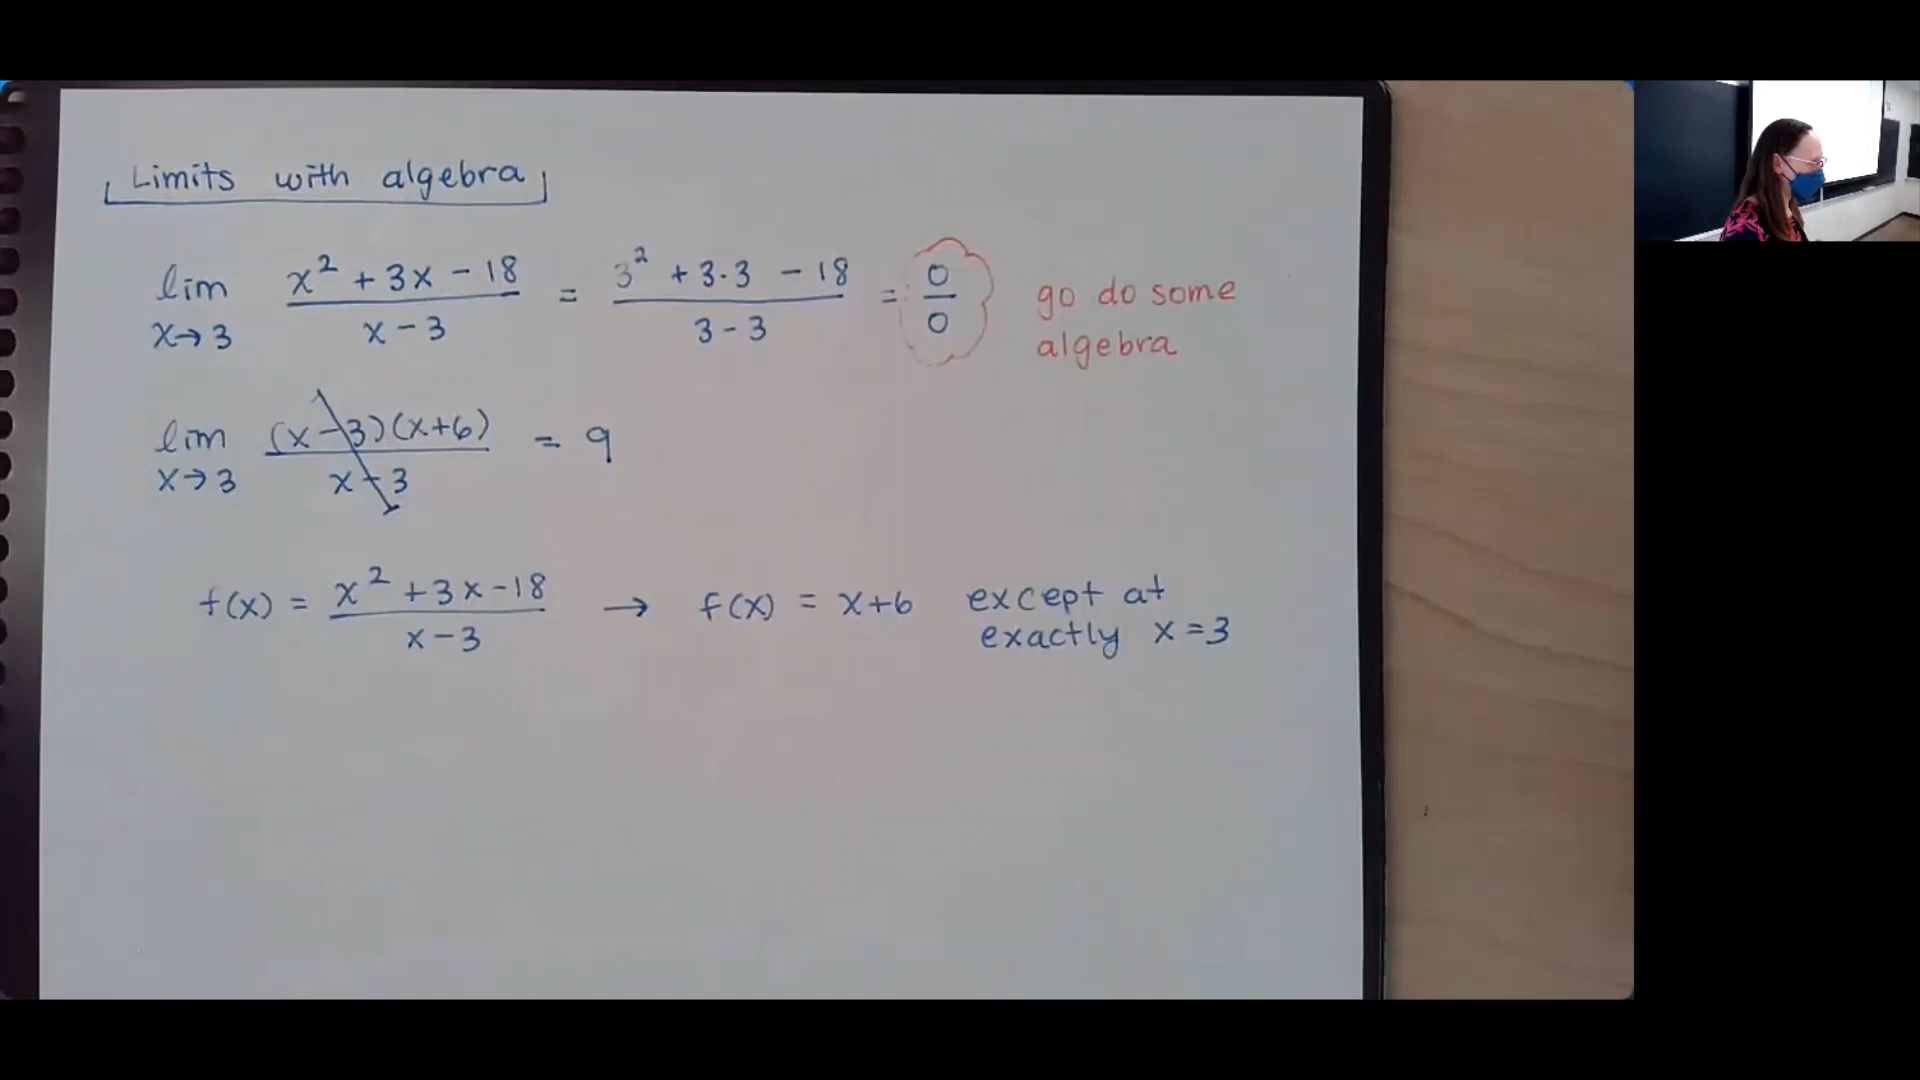 Limits with algebra
lim x→3 (x² + 3x - 18)/(x - 3) = (3² + 3·3 - 18)/(3 - 3) = 0/0 go do some algebra
lim x→3 (x-3)(x+6)/(x-3) = 9
f(x) = (x² + 3x - 18)/(x - 3) → f(x) = x+6 except at exactly x=3